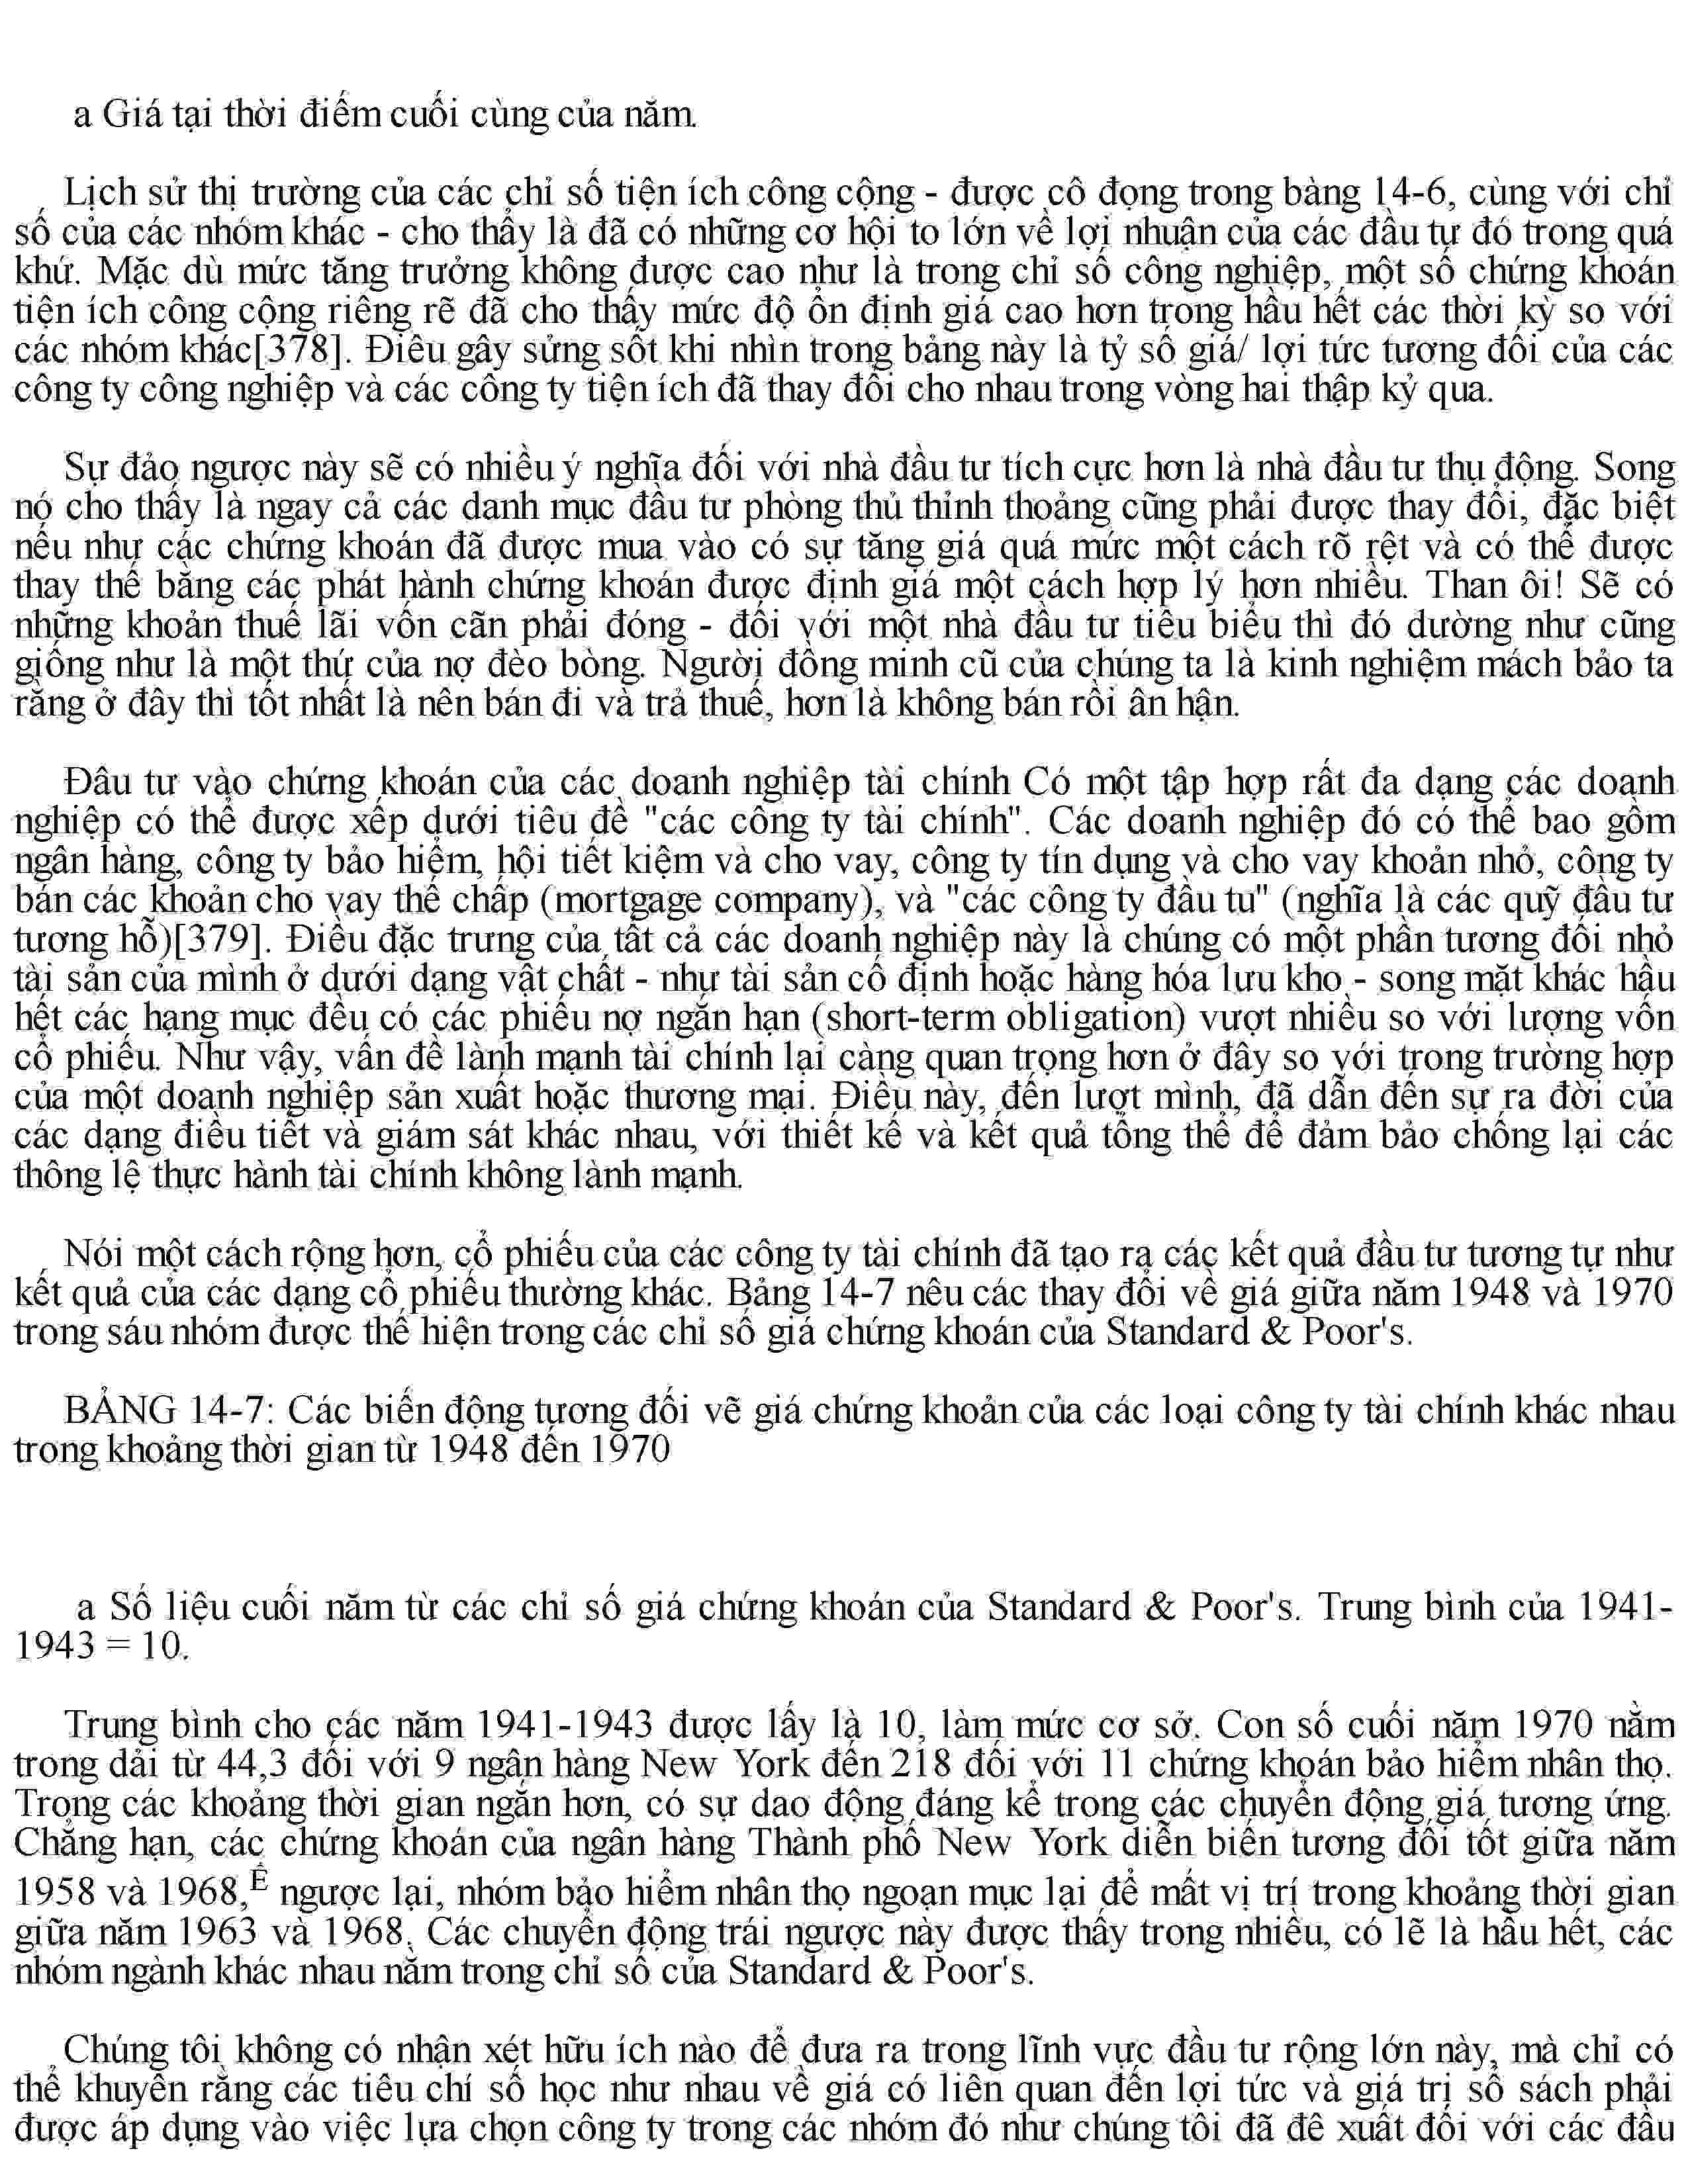 a Giá tại thời điểm cuối cùng của năm.
Lịch sử thị trường của các chỉ số tiện ích công cộng - được cô đọng trong bàng 14-6, cùng với chỉ
số của các nhóm khác - cho thấy là đã có những cơ hội to lớn về lợi nhuận của các đầu tư đó trong quá
khứ. Mặc dù mức tăng trưởng không được cao như là trong chỉ số công nghiệp, một số chứng khoán
tiện ích công cộng riêng rẽ đã cho thấy mức độ ổn định giá cao hơn trong hầu hết các thời kỳ so với
các nhóm khác[378]. Điều gây sửng sốt khi nhìn trong bảng này là tỷ số giá/ lợi tức tương đối của các
công ty công nghiệp và các công ty tiện ích đã thay đổi cho nhau trong vòng hai thập kỷ qua.
Sự đảo ngược này sẽ có nhiều ý nghĩa đối với nhà đầu tư tích cực hơn là nhà đầu tư thụ động. Song
nó cho thấy là ngay cả các danh mục đầu tư phòng thủ thỉnh thoảng cũng phải được thay đổi, đặc biệt
nếu như các chứng khoán đã được mua vào có sự tăng giá quá mức một cách rõ rệt và có thể được
thay thế bằng các phát hành chứng khoán được định giá một cách hợp lý hơn nhiều. Than ôi! Sẽ có
những khoản thuế lãi vốn cãn phải đóng - đối với một nhà đầu tư tiêu biểu thì đó dường như cũng
giống như là một thứ của nợ đèo bòng. Người đồng minh cũ của chúng ta là kinh nghiệm mách bảo ta
rằng ở đây thì tốt nhất là nên bán đi và trả thuế, hơn là không bán rồi ân hận.
Đâu tư vào chứng khoán của các doanh nghiệp tài chính Có một tập hợp rất đa dạng các doanh
nghiệp có thể được xếp dưới tiêu đề "các công ty tài chính". Các doanh nghiệp đó có thể bao gồm
ngân hàng, công ty bảo hiểm, hội tiết kiệm và cho vay, công ty tín dụng và cho vay khoản nhỏ, công ty
bán các khoản cho vay thế chấp (mortgage company), và "các công ty đầu tu" (nghĩa là các quỹ đầu tư
tương hỗ)[379]. Điều đặc trưng của tất cả các doanh nghiệp này là chúng có một phần tương đối nhỏ
tài sản của mình ở dưới dạng vật chất - như tài sản cố định hoặc hàng hóa lưu kho - song mặt khác hầu
hết các hạng mục đều có các phiếu nợ ngắn hạn (short-term obligation) vượt nhiều so với lượng vốn
cổ phiếu. Như vậy, vấn đề lành mạnh tài chính lại càng quan trọng hơn ở đây so với trong trường hợp
của một doanh nghiệp sản xuất hoặc thương mại. Điều này, đến lượt mình, đã dẫn đến sự ra đời của
các dạng điều tiết và giám sát khác nhau, với thiết kế và kết quả tổng thể để đảm bảo chống lại các
thông lệ thực hành tài chính không lành mạnh.
Nói một cách rộng hơn, cổ phiếu của các công ty tài chính đã tạo ra các kết quả đầu tư tương tự như
kết quả của các dạng cổ phiếu thường khác. Bảng 14-7 nêu các thay đổi về giá giữa năm 1948 và 1970
trong sáu nhóm được thể hiện trong các chỉ số giá chứng khoán của Standard & Poor's.
BẢNG 14-7: Các biến động tương đối vẽ giá chứng khoản của các loại công ty tài chính khác nhau
trong khoảng thời gian từ 1948 đến 1970
a Số liệu cuối năm từ các chỉ số giá chứng khoán của Standard & Poor's. Trung bình của 1941-
1943 = 10.
Trung bình cho các năm 1941-1943 được lấy là 10, làm mức cơ sở. Con số cuối năm 1970 nằm
trong dải từ 44,3 đối với 9 ngân hàng New York đến 218 đối với 11 chứng khoán bảo hiểm nhân thọ.
Trong các khoảng thời gian ngắn hơn, có sự dao động đáng kể trong các chuyển động giá tương ứng.
Chẳng hạn, các chứng khoán của ngân hàng Thành phố New York diễn biến tương đối tốt giữa năm
1958 và 1968,Ê ngược lại, nhóm bảo hiểm nhân thọ ngoạn mục lại để mất vị trí trong khoảng thời gian
giữa năm 1963 và 1968. Các chuyển động trái ngược này được thấy trong nhiều, có lẽ là hầu hết, các
nhóm ngành khác nhau nằm trong chỉ số của Standard & Poor's.
Chúng tôi không có nhận xét hữu ích nào để đưa ra trong lĩnh vực đầu tư rộng lớn này, mà chỉ có
thể khuyên rằng các tiêu chí số học như nhau về giá có liên quan đến lợi tức và giá trị sổ sách phải
được áp dụng vào việc lựa chọn công ty trong các nhóm đó như chúng tôi đã đê xuất đối với các đầu